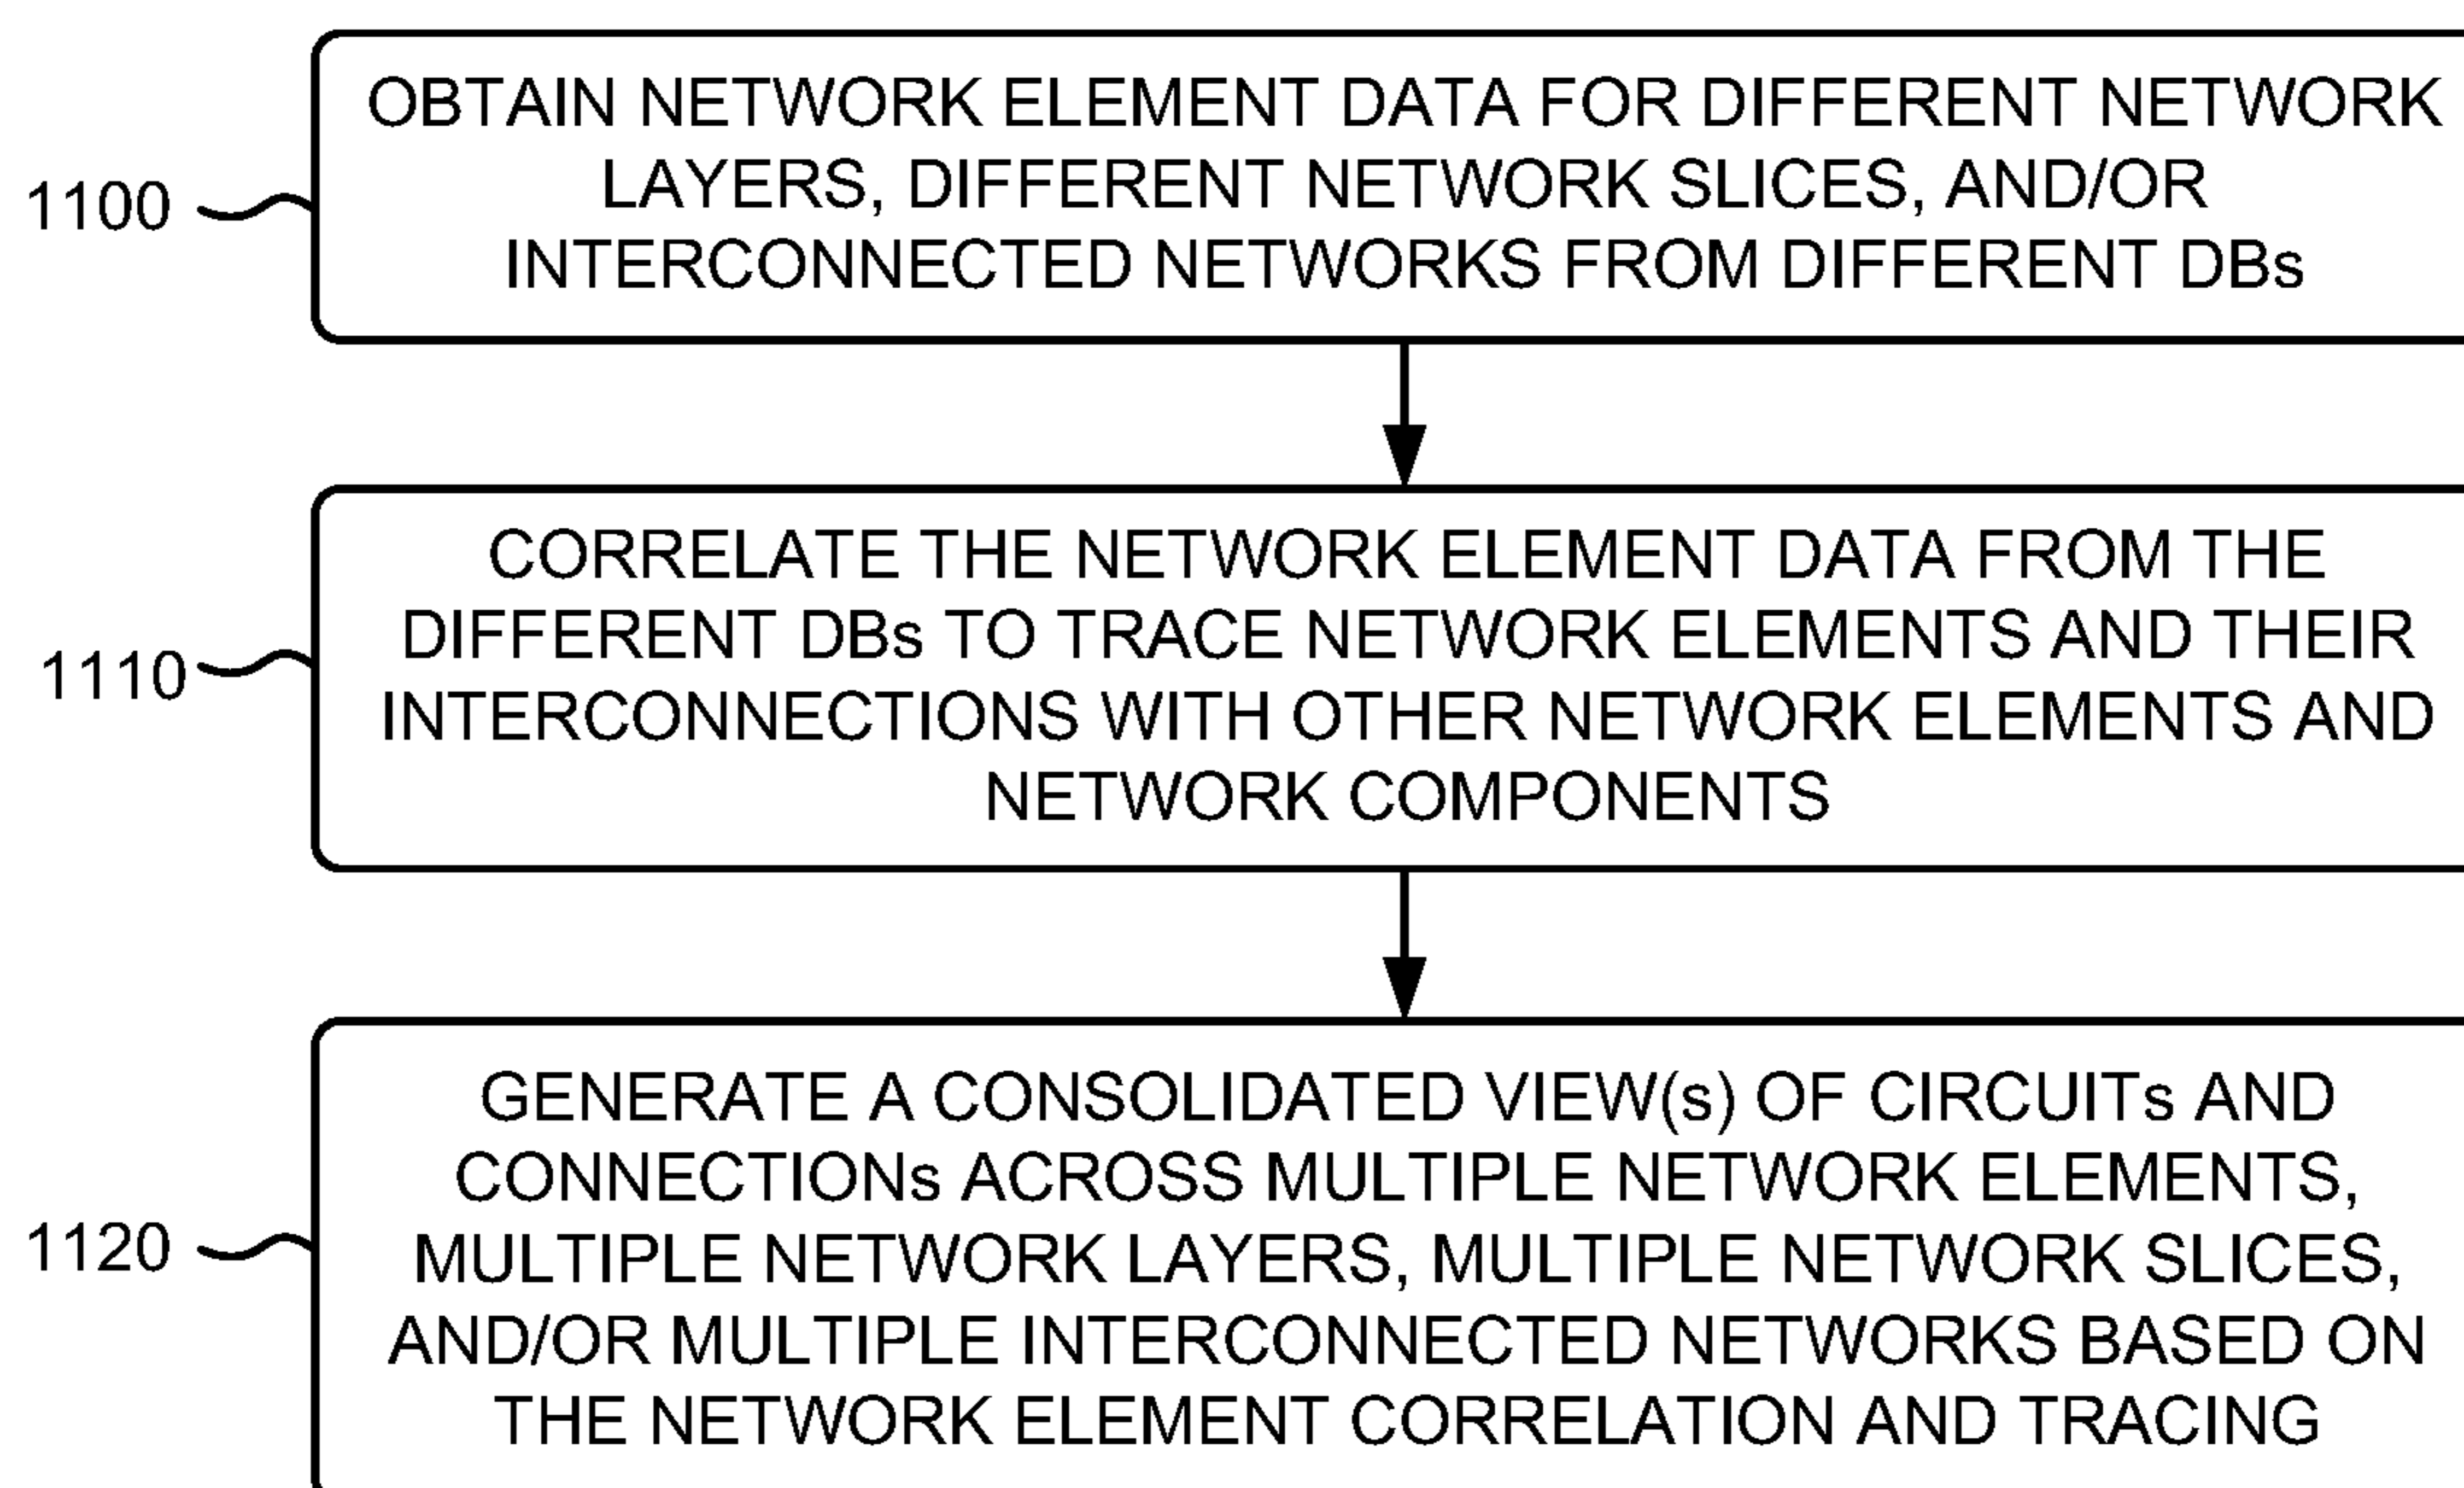 OBTAIN NETWORK ELEMENT DATA FOR DIFFERENT NETWORK
LAYERS, DIFFERENT NETWORK SLICES, AND/OR
INTERCONNECTED NETWORKS FROM DIFFERENT DBs
1100
CORRELATE THE NETWORK ELEMENT DATA FROM THE
DIFFERENT DBs TO TRACE NETWORK ELEMENTS AND THEIR
INTERCONNECTIONS WITH OTHER NETWORK ELEMENTS AND
NETWORK COMPONENTS
1110
GENERATE A CONSOLIDATED VIEW(s) OF CIRCUITs AND
CONNECTIONs ACROSS MULTIPLE NETWORK ELEMENTS,
MULTIPLE NETWORK LAYERS, MULTIPLE NETWORK SLICES,
AND/OR MULTIPLE INTERCONNECTED NETWORKS BASED ON
THE NETWORK ELEMENT CORRELATION AND TRACING
1120